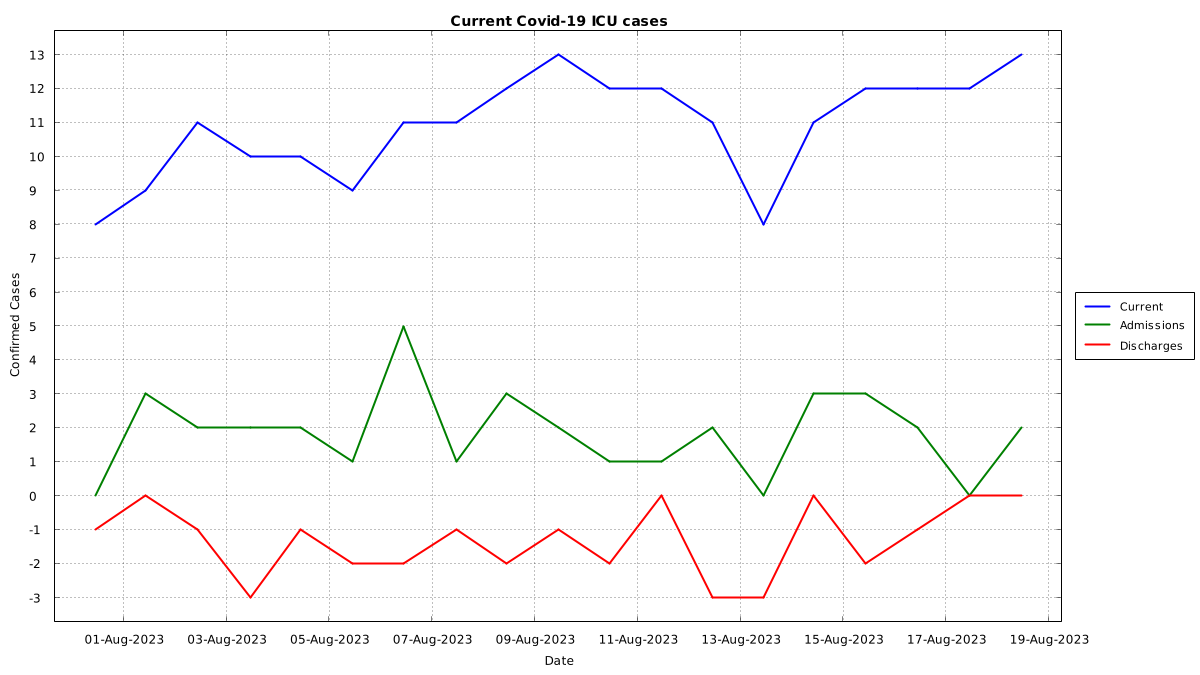 Current Covid-19 ICU cases
13
12
11
10
9
8
7
6
5
4
3
2
1
0
-1
-2
-3
Confirmed Cases
01-Aug-2023 03-Aug-2023 05-Aug-2023 07-Aug-2023 09-Aug-2023 11-Aug-2023 13-Aug-2023 15-Aug-2023 17-Aug-2023 19-Aug-2023
Date
Current
Admissions
Discharges